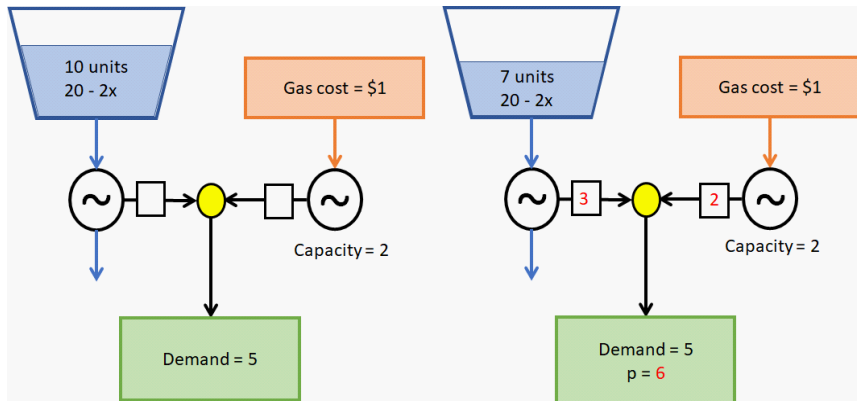 10 units
20 - 2x
Gas cost = $1
~
~
Capacity = 2
Demand = 5
7 units
20 - 2x
Gas cost = $1
~
3
2
~
Capacity = 2
Demand = 5
p = 6